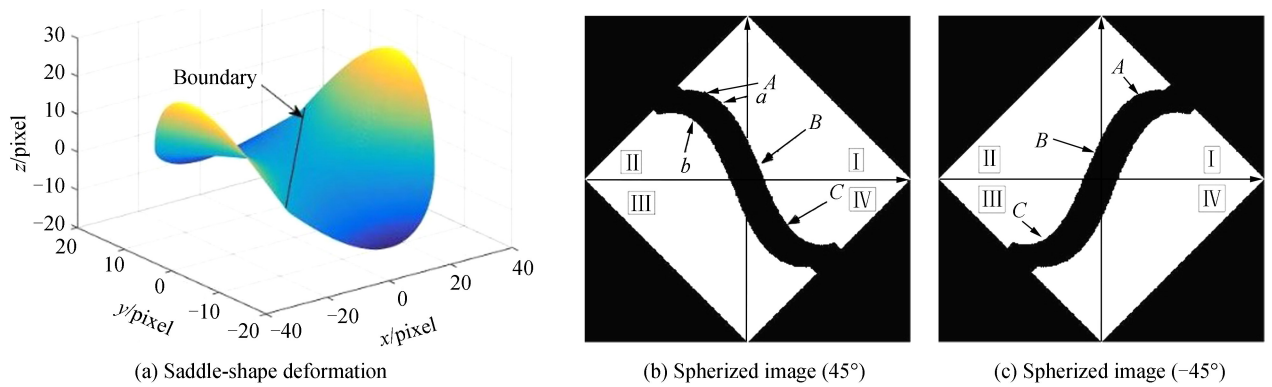 30
20
10
0
−10
−20
z/pixel
Boundary
20
10
0
−10
−20
y/pixel
−40
−20
0
20
40
x/pixel
(a) Saddle-shape deformation
A
a
B
b
C
II
I
III
IV
(b) Spherized image (45°)
A
B
C
II
I
III
IV
(c) Spherized image (−45°)